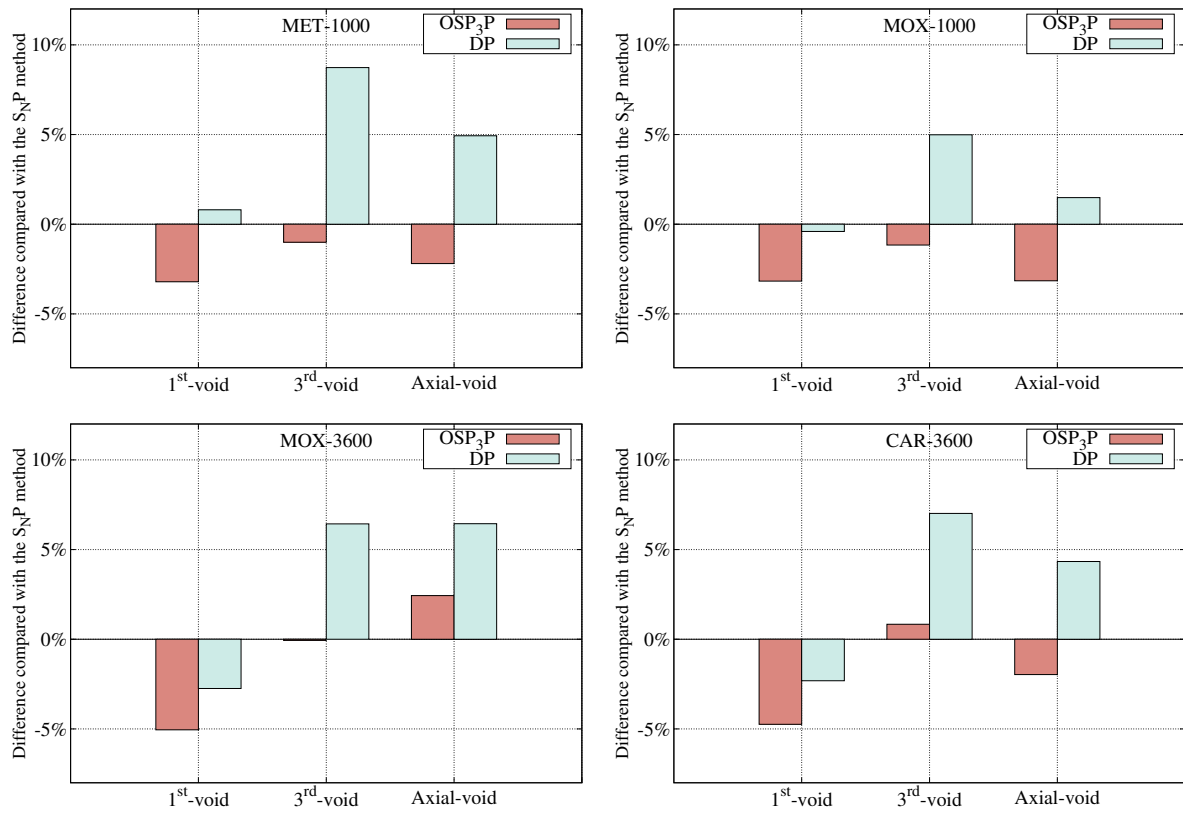 MET-1000
OSP₃P
DP
Difference compared with the S_NP method
10%
5%
0%
-5%
1ˢᵗ-void 3ʳᵈ-void Axial-void
MOX-1000
OSP₃P
DP
Difference compared with the S_NP method
10%
5%
0%
-5%
1ˢᵗ-void 3ʳᵈ-void Axial-void
MOX-3600
OSP₃P
DP
Difference compared with the S_NP method
10%
5%
0%
-5%
1ˢᵗ-void 3ʳᵈ-void Axial-void
CAR-3600
OSP₃P
DP
Difference compared with the S_NP method
10%
5%
0%
-5%
1ˢᵗ-void 3ʳᵈ-void Axial-void